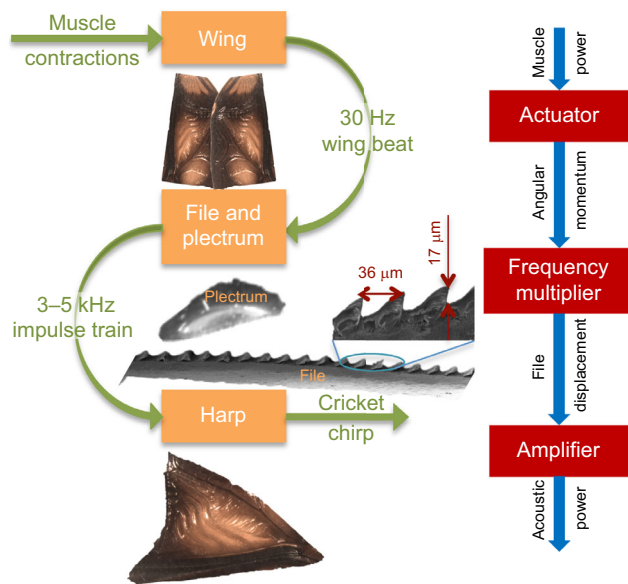 Muscle
contractions
Wing
30 Hz
wing beat
File and
plectrum
3–5 kHz
impulse train
Plectrum
36 μm
17 μm
File
Harp
Cricket
chirp
Muscle
power
Actuator
Angular
momentum
Frequency
multiplier
File
displacement
Amplifier
Acoustic
power